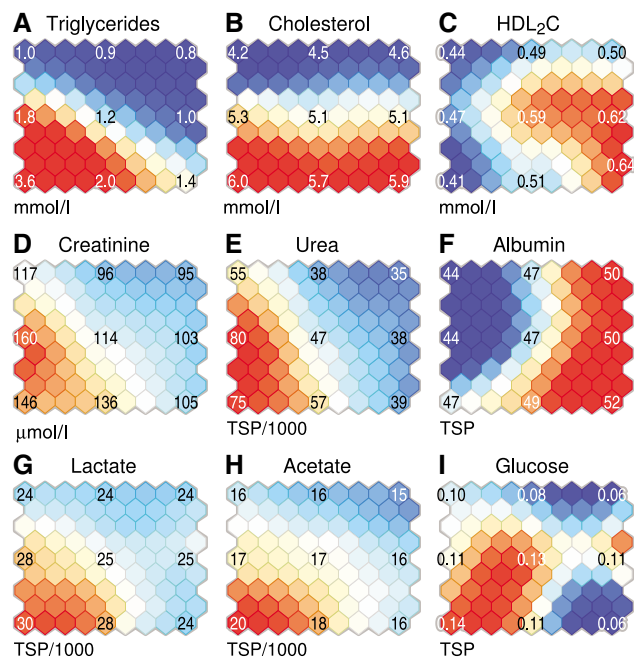 A Triglycerides
1.0 0.9 0.8
1.8 1.2 1.0
3.6 2.0 1.4
mmol/l
B Cholesterol
4.2 4.5 4.6
5.3 5.1 5.1
6.0 5.7 5.9
mmol/l
C HDL₂C
0.44 0.49 0.50
0.47 0.59 0.62
0.64
0.41 0.51
mmol/l
D Creatinine
117 96 95
160 114 103
146 136 105
µmol/l
E Urea
55 38 35
80 47 38
75 57 39
TSP/1000
F Albumin
44 47 50
44 47 50
47 49 52
TSP
G Lactate
24 24 24
28 25 25
30 28 24
TSP/1000
H Acetate
16 16 15
17 17 16
20 18 16
TSP/1000
I Glucose
0.10 0.08 0.06
0.11 0.13 0.11
0.14 0.11 0.06
TSP